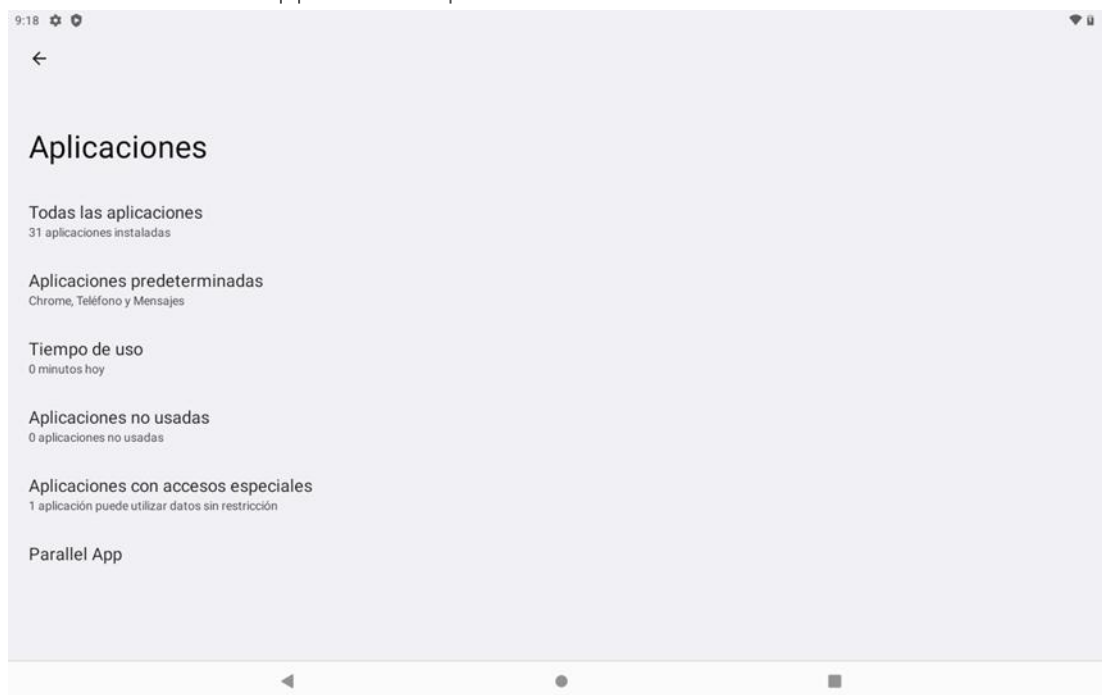 9:18
Aplicaciones
Todas las aplicaciones
31 aplicaciones instaladas
Aplicaciones predeterminadas
Chrome, Teléfono y Mensajes
Tiempo de uso
0 minutos hoy
Aplicaciones no usadas
0 aplicaciones no usadas
Aplicaciones con accesos especiales
1 aplicación puede utilizar datos sin restricción
Parallel App